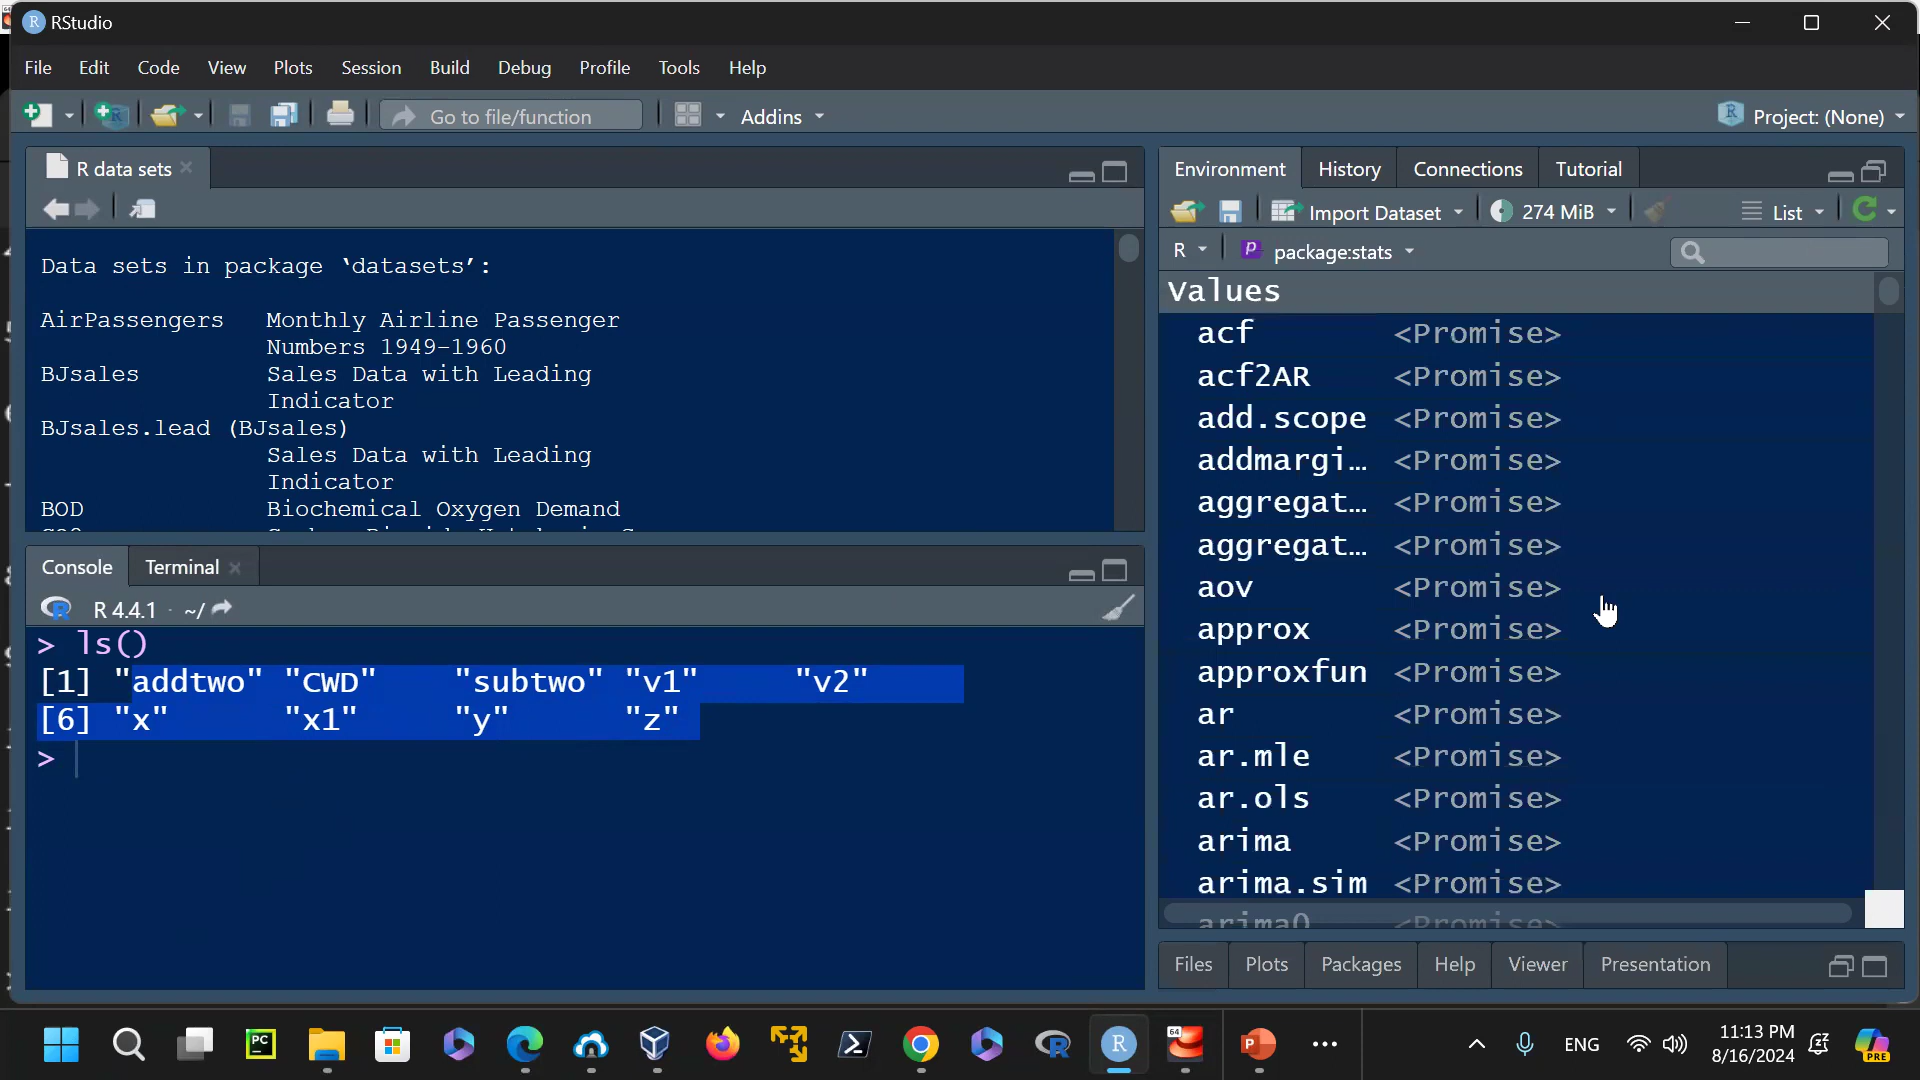 RStudio
File Edit Code View Plots Session Build Debug Profile Tools Help
Go to file/function Addins Project: (None)
R data sets
Data sets in package ‘datasets’:
AirPassengers Monthly Airline Passenger
Numbers 1949-1960
BJsales Sales Data with Leading
Indicator
BJsales.lead (BJsales)
Sales Data with Leading
Indicator
BOD Biochemical Oxygen Demand
Console Terminal
R 4.4.1 · ~/
> ls()
[1] "addtwo" "CWD" "subtwo" "v1" "v2"
[6] "x" "x1" "y" "z"
>
Environment History Connections Tutorial
Import Dataset 274 MiB List
R package:stats
Values
acf <Promise>
acf2AR <Promise>
add.scope <Promise>
addmargi… <Promise>
aggregat… <Promise>
aggregat… <Promise>
aov <Promise>
approx <Promise>
approxfun <Promise>
ar <Promise>
ar.mle <Promise>
ar.ols <Promise>
arima <Promise>
arima.sim <Promise>
arima0 <Promise>
Files Plots Packages Help Viewer Presentation
PC 64 ENG 11:13 PM
8/16/2024 PRE